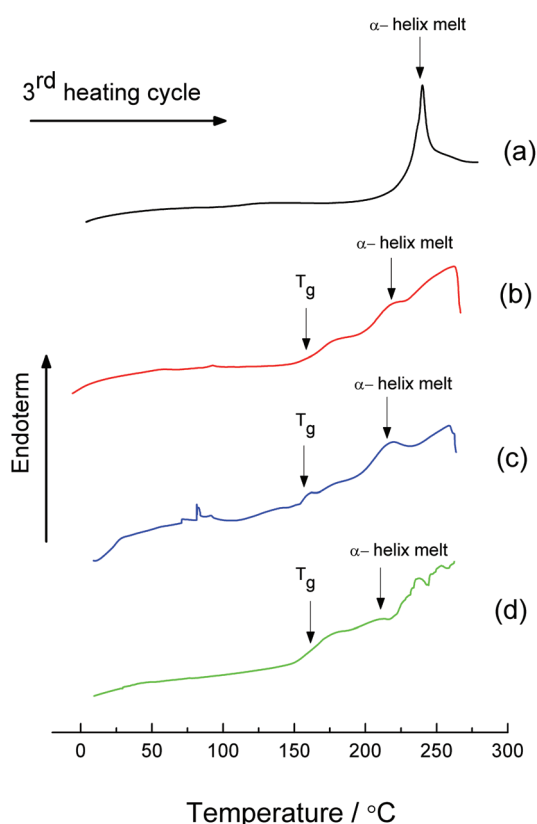 α– helix melt
3rd heating cycle
(a)
α– helix melt
Tg
(b)
α– helix melt
Tg
(c)
Endoterm
α– helix melt
Tg
(d)
0 50 100 150 200 250 300
Temperature / °C